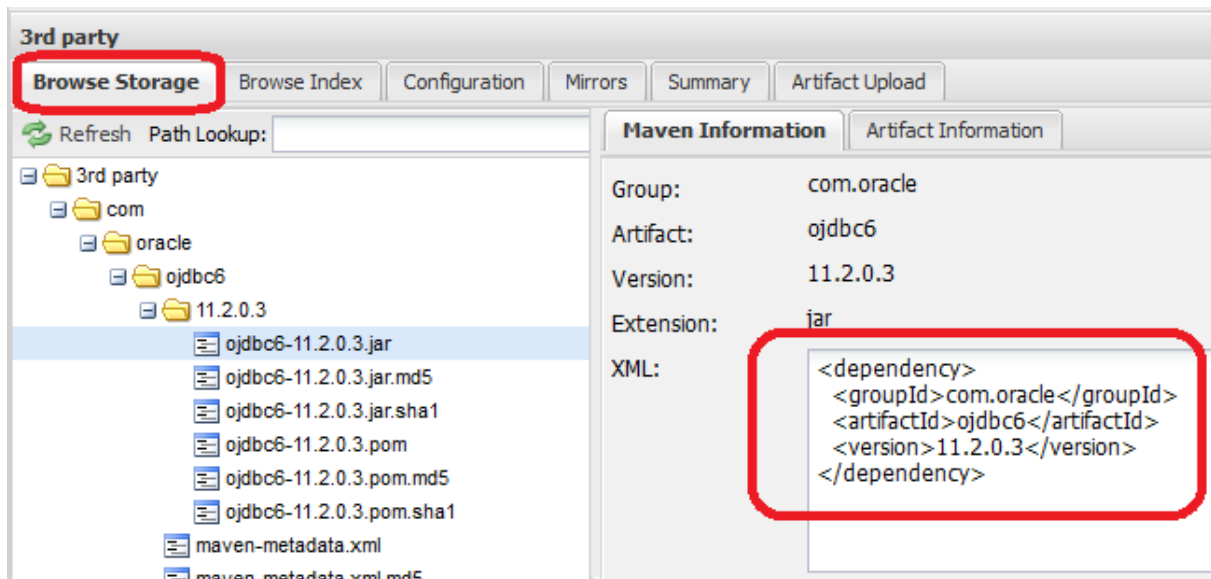 3rd party
Browse Storage Browse Index Configuration Mirrors Summary Artifact Upload
Refresh Path Lookup:
3rd party
com
oracle
ojdbc6
11.2.0.3
ojdbc6-11.2.0.3.jar
ojdbc6-11.2.0.3.jar.md5
ojdbc6-11.2.0.3.jar.sha1
ojdbc6-11.2.0.3.pom
ojdbc6-11.2.0.3.pom.md5
ojdbc6-11.2.0.3.pom.sha1
maven-metadata.xml
maven-metadata.xml.md5
Maven Information Artifact Information
Group: com.oracle
Artifact: ojdbc6
Version: 11.2.0.3
Extension: jar
XML: <dependency>
<groupId>com.oracle</groupId>
<artifactId>ojdbc6</artifactId>
<version>11.2.0.3</version>
</dependency>